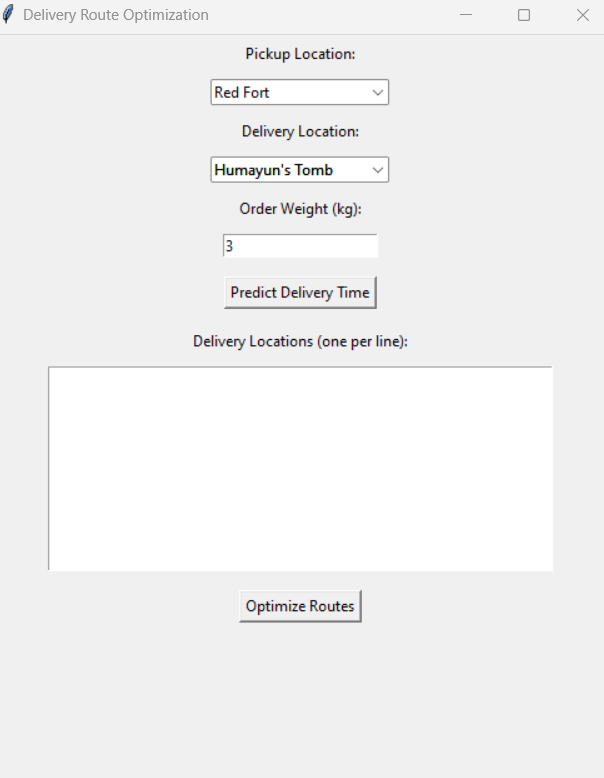 Delivery Route Optimization
Pickup Location:
Red Fort
Delivery Location:
Humayun's Tomb
Order Weight (kg):
3
Predict Delivery Time
Delivery Locations (one per line):
Optimize Routes